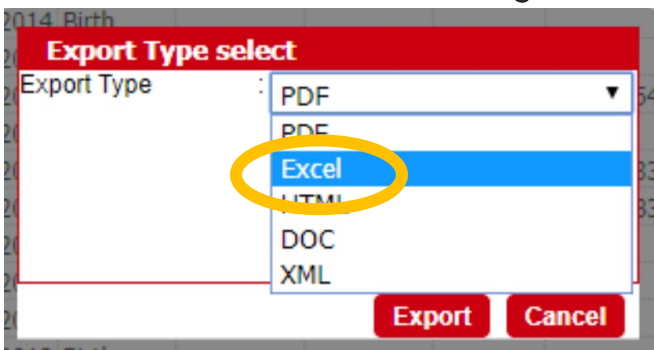 2014 Birth
Export Type select
Export Type : PDF
PDF
Excel
HTML
DOC
XML
Export Cancel